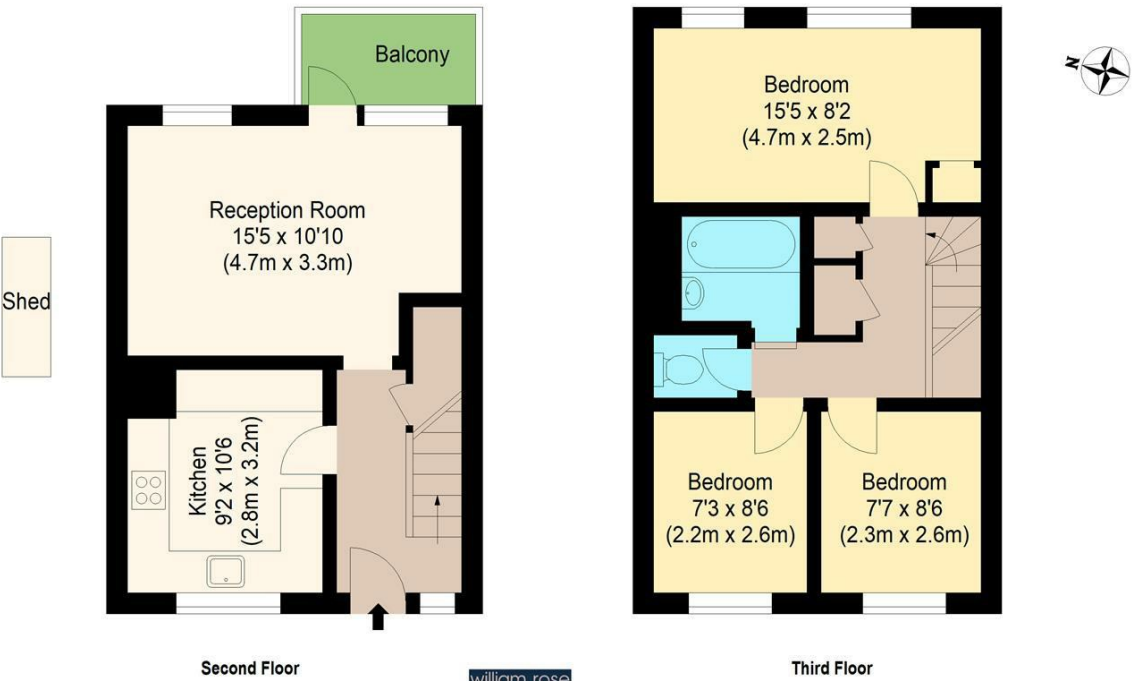 Balcony
Reception Room
15'5 x 10'10
(4.7m x 3.3m)
Shed
Kitchen
9'2 x 10'6
(2.8m x 3.2m)
Second Floor
Bedroom
15'5 x 8'2
(4.7m x 2.5m)
N
Bedroom
7'3 x 8'6
(2.2m x 2.6m)
Bedroom
7'7 x 8'6
(2.3m x 2.6m)
Third Floor
william rose